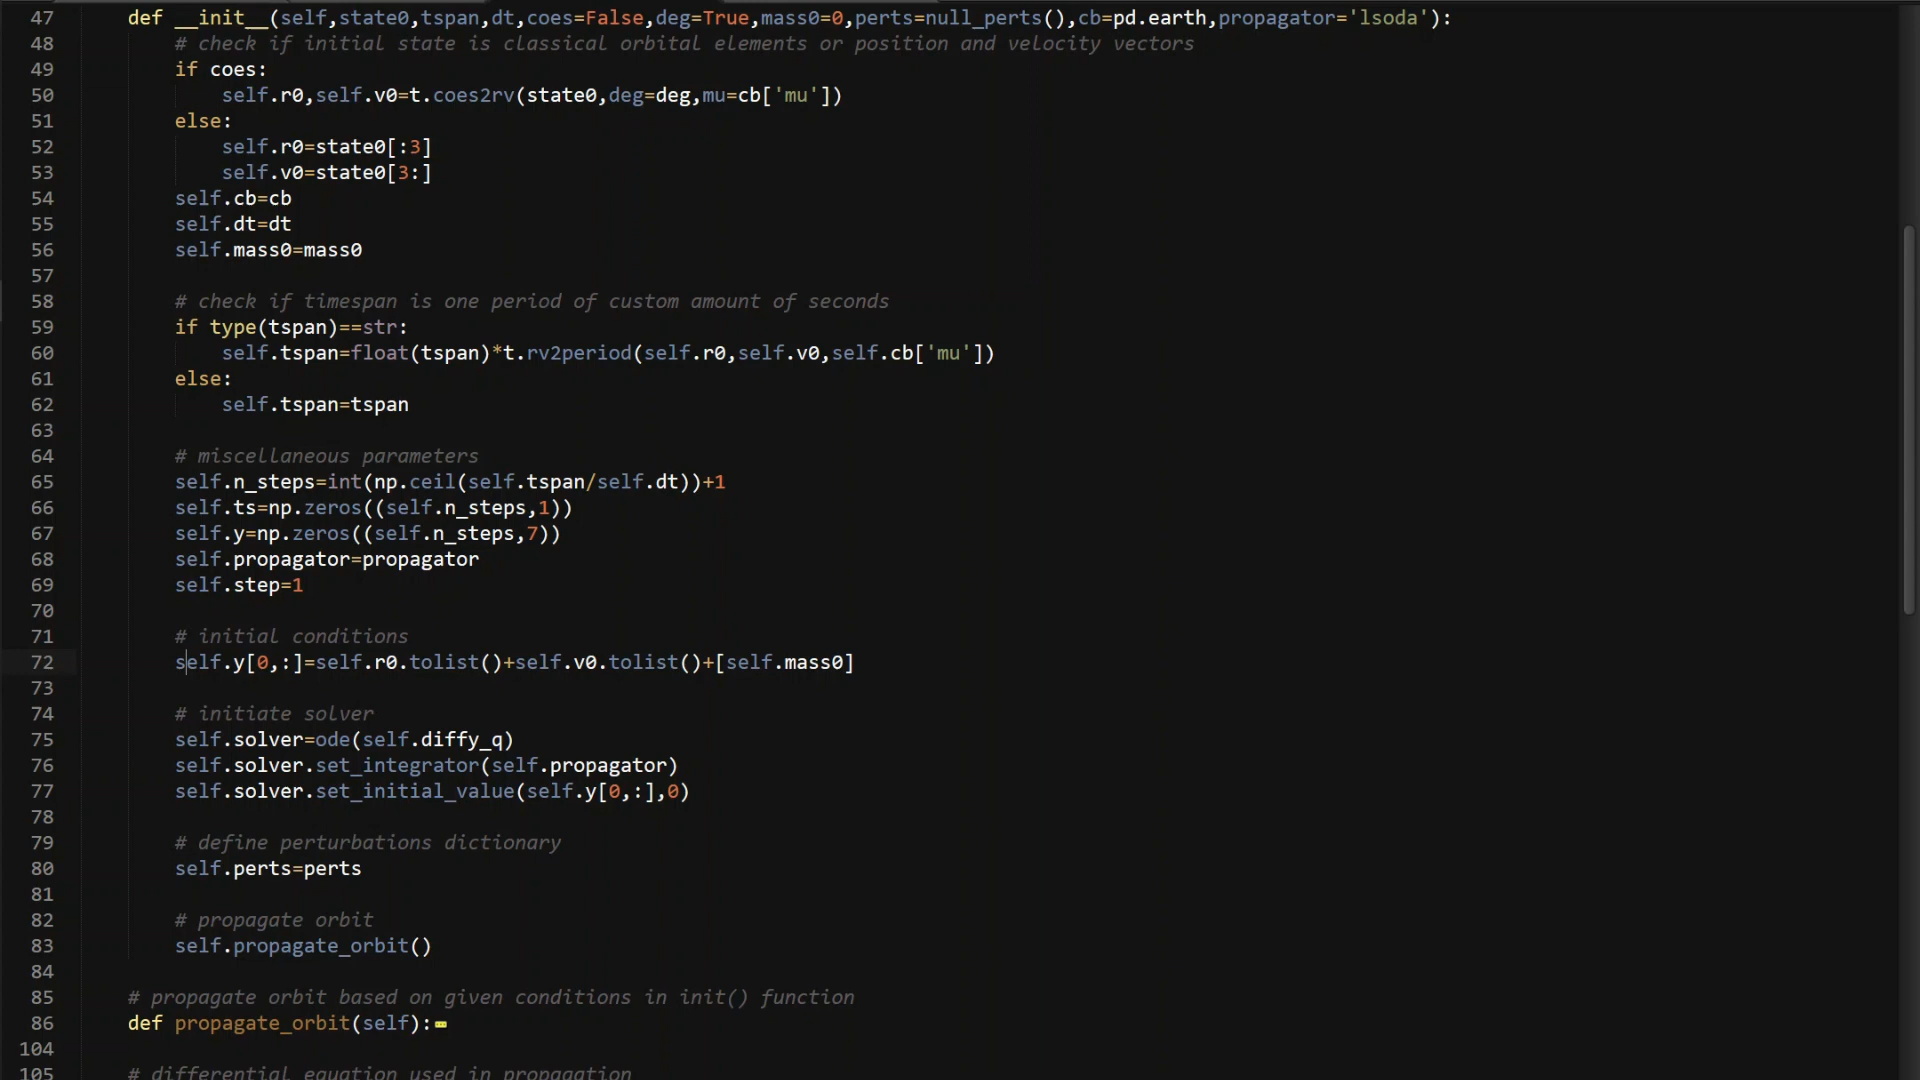 47 def __init__(self,state0,tspan,dt,coes=False,deg=True,mass0=0,perts=null_perts(),cb=pd.earth,propagator='lsoda'):
48 # check if initial state is classical orbital elements or position and velocity vectors
49 if coes:
50 self.r0,self.v0=t.coes2rv(state0,deg=deg,mu=cb['mu'])
51 else:
52 self.r0=state0[:3]
53 self.v0=state0[3:]
54 self.cb=cb
55 self.dt=dt
56 self.mass0=mass0
57
58 # check if timespan is one period of custom amount of seconds
59 if type(tspan)==str:
60 self.tspan=float(tspan)*t.rv2period(self.r0,self.v0,self.cb['mu'])
61 else:
62 self.tspan=tspan
63
64 # miscellaneous parameters
65 self.n_steps=int(np.ceil(self.tspan/self.dt))+1
66 self.ts=np.zeros((self.n_steps,1))
67 self.y=np.zeros((self.n_steps,7))
68 self.propagator=propagator
69 self.step=1
70
71 # initial conditions
72 self.y[0,:]=self.r0.tolist()+self.v0.tolist()+[self.mass0]
73
74 # initiate solver
75 self.solver=ode(self.diffy_q)
76 self.solver.set_integrator(self.propagator)
77 self.solver.set_initial_value(self.y[0,:],0)
78
79 # define perturbations dictionary
80 self.perts=perts
81
82 # propagate orbit
83 self.propagate_orbit()
84
85 # propagate orbit based on given conditions in init() function
86 def propagate_orbit(self):
104
105 # differential equation used in propagation